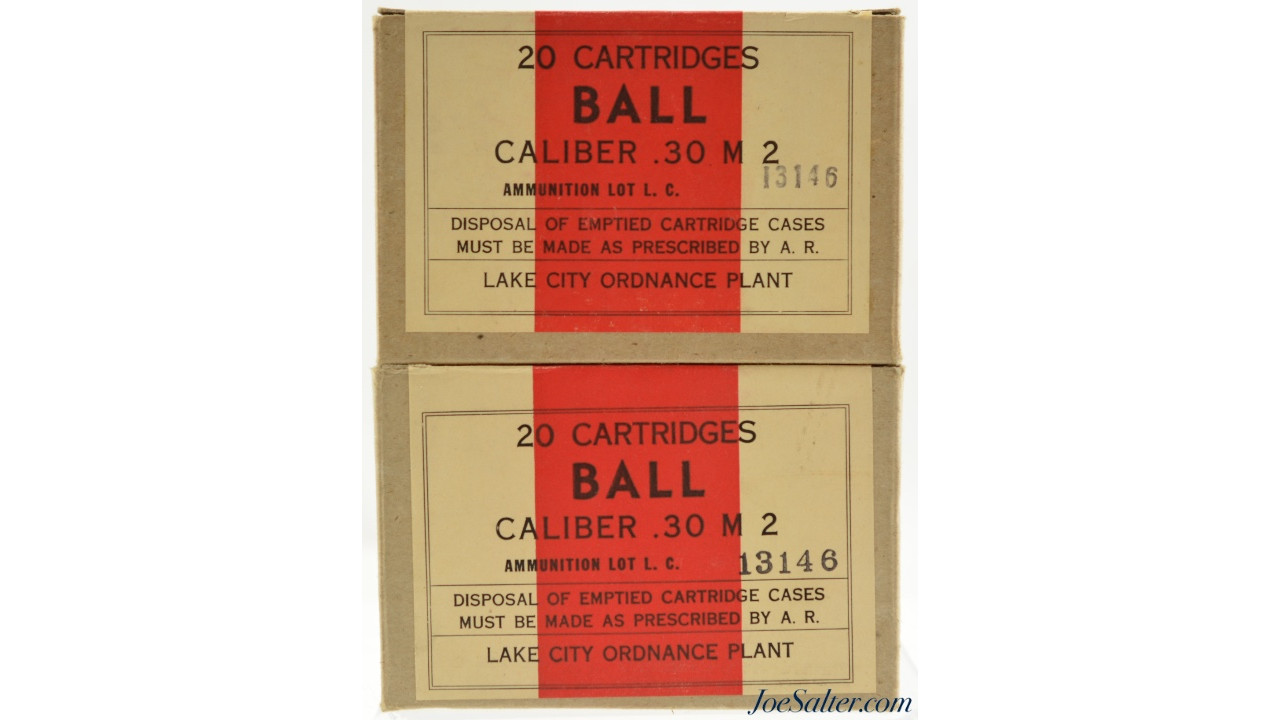 20 CARTRIDGES
BALL
CALIBER .30 M 2
AMMUNITION LOT L. C. 13146
DISPOSAL OF EMPTIED CARTRIDGE CASES
MUST BE MADE AS PRESCRIBED BY A. R.
LAKE CITY ORDNANCE PLANT
20 CARTRIDGES
BALL
CALIBER .30 M 2
AMMUNITION LOT L. C. 13146
DISPOSAL OF EMPTIED CARTRIDGE CASES
MUST BE MADE AS PRESCRIBED BY A. R.
LAKE CITY ORDNANCE PLANT
JoeSalter.com